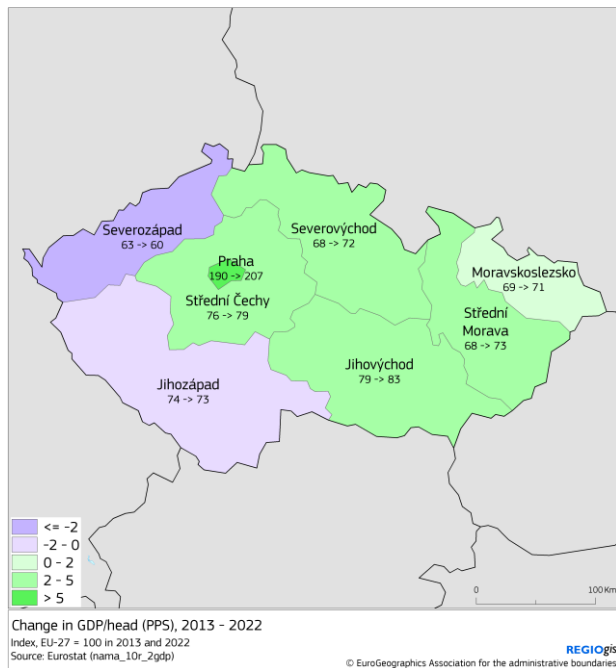 Severozápad
63 -> 60
Severovýchod
68 -> 72
Praha
190 -> 207
Střední Čechy
76 -> 79
Moravskoslezsko
69 -> 71
Střední
Morava
68 -> 73
Jihovýchod
79 -> 83
Jihozápad
74 -> 73
<= -2
-2 - 0
0 - 2
2 - 5
> 5
0 100 Km
Change in GDP/head (PPS), 2013 - 2022
Index, EU-27 = 100 in 2013 and 2022
Source: Eurostat (nama_10r_2gdp)
REGIOgis
© EuroGeographics Association for the administrative boundaries